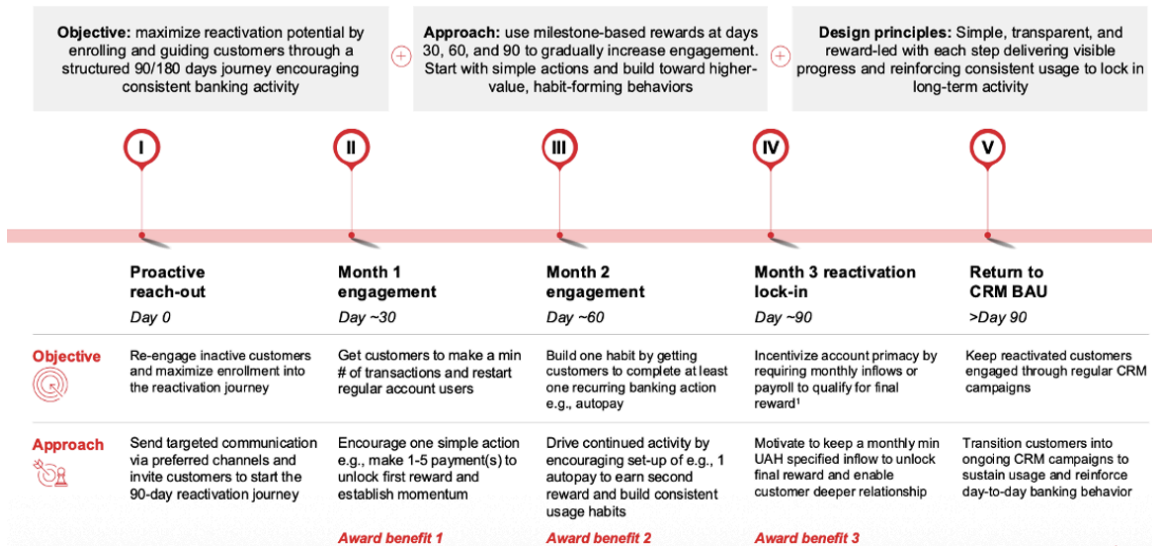 Objective: maximize reactivation potential by
enrolling and guiding customers through a
structured 90/180 days journey encouraging
consistent banking activity
Approach: use milestone-based rewards at days
30, 60, and 90 to gradually increase engagement.
Start with simple actions and build toward higher-
value, habit-forming behaviors
Design principles: Simple, transparent, and
reward-led with each step delivering visible
progress and reinforcing consistent usage to lock in
long-term activity
I
II
III
IV
V
Proactive
reach-out
Day 0
Month 1
engagement
Day ~30
Month 2
engagement
Day ~60
Month 3 reactivation
lock-in
Day ~90
Return to
CRM BAU
>Day 90
Objective
Re-engage inactive customers
and maximize enrollment into
the reactivation journey
Get customers to make a min
# of transactions and restart
regular account users
Build one habit by getting
customers to complete at least
one recurring banking action
e.g., autopay
Incentivize account primacy by
requiring monthly inflows or
payroll to qualify for final
reward¹
Keep reactivated customers
engaged through regular CRM
campaigns
Approach
Send targeted communication
via preferred channels and
invite customers to start the
90-day reactivation journey
Encourage one simple action
e.g., make 1-5 payment(s) to
unlock first reward and
establish momentum
Drive continued activity by
encouraging set-up of e.g., 1
autopay to earn second
reward and build consistent
usage habits
Motivate to keep a monthly min
UAH specified inflow to unlock
final reward and enable
customer deeper relationship
Transition customers into
ongoing CRM campaigns to
sustain usage and reinforce
day-to-day banking behavior
Award benefit 1
Award benefit 2
Award benefit 3